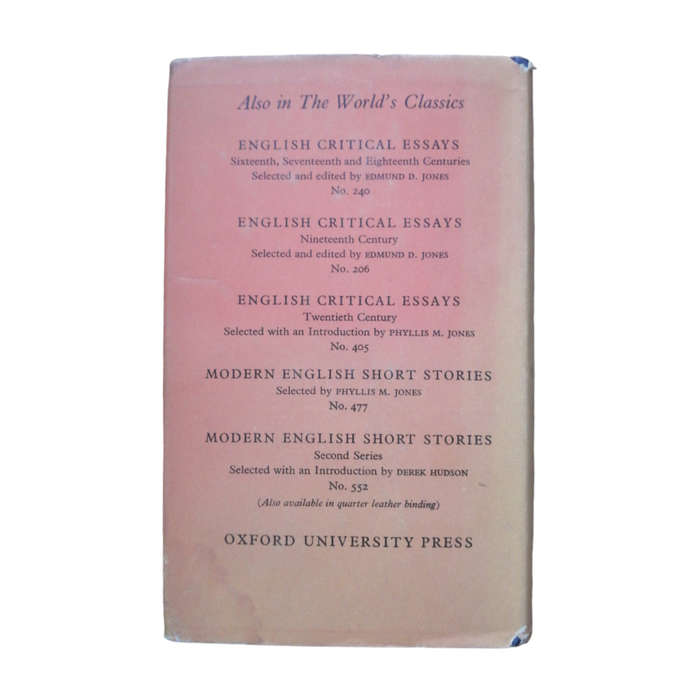 Also in The World's Classics
ENGLISH CRITICAL ESSAYS
Sixteenth, Seventeenth and Eighteenth Centuries
Selected and edited by EDMUND D. JONES
No. 240
ENGLISH CRITICAL ESSAYS
Nineteenth Century
Selected and edited by EDMUND D. JONES
No. 206
ENGLISH CRITICAL ESSAYS
Twentieth Century
Selected with an Introduction by PHYLLIS M. JONES
No. 405
MODERN ENGLISH SHORT STORIES
Selected by PHYLLIS M. JONES
No. 477
MODERN ENGLISH SHORT STORIES
Second Series
Selected with an Introduction by DEREK HUDSON
No. 552
(Also available in quarter leather binding)
OXFORD UNIVERSITY PRESS